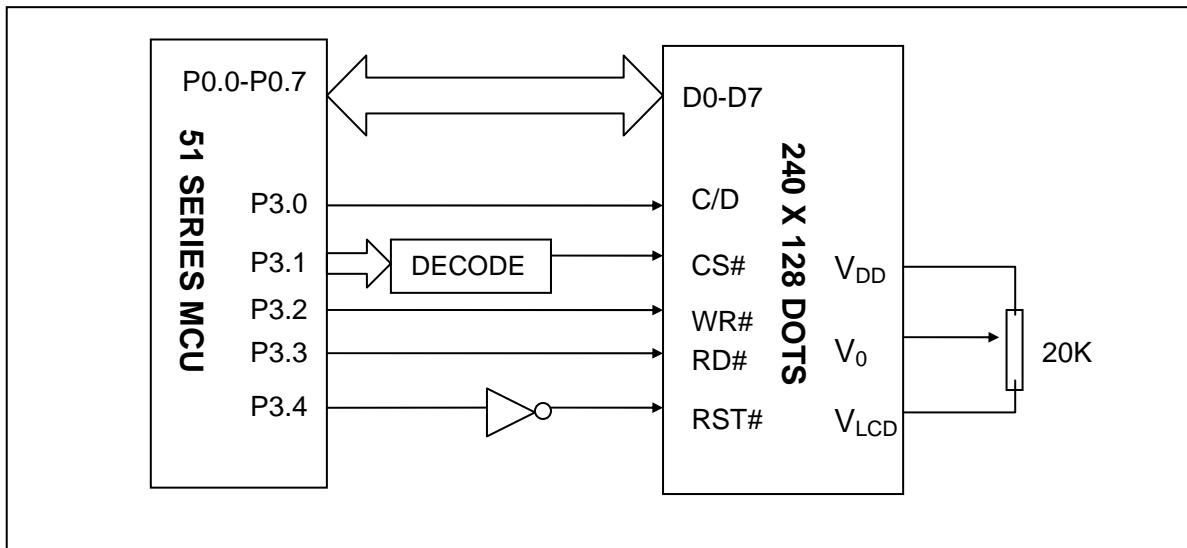 P0.0-P0.7
51 SERIES MCU
P3.0
P3.1
P3.2
P3.3
P3.4
DECODE
D0-D7
C/D
CS#
WR#
RD#
RST#
240 X 128 DOTS
VDD
V0
VLCD
20K